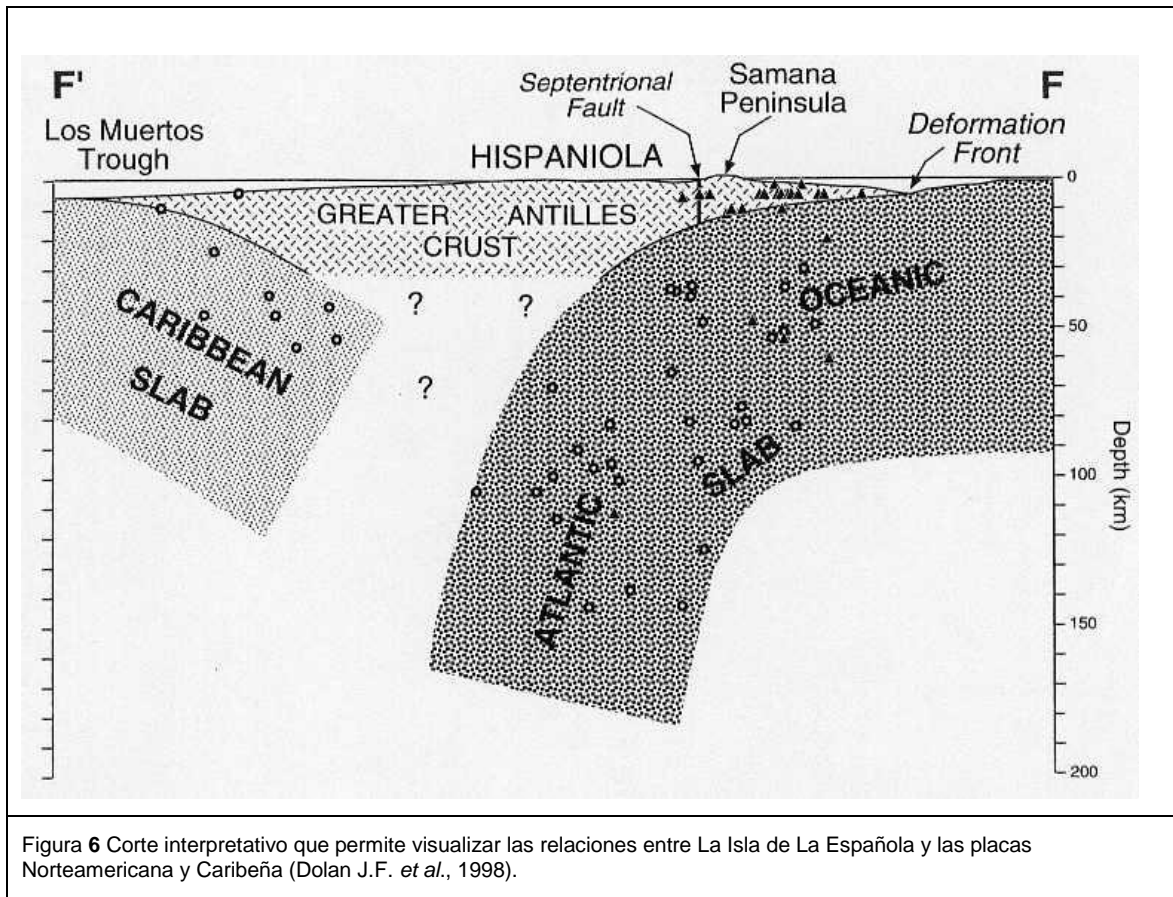 F'
F
Los Muertos
Trough
Septentrional
Fault
Samana
Peninsula
HISPANIOLA
Deformation
Front
GREATER ANTILLES
CRUST
CARIBBEAN
SLAB
? ?
?
ATLANTIC
OCEANIC
SLAB
0
50
100
150
200
Depth (km)
Figura 6 Corte interpretativo que permite visualizar las relaciones entre La Isla de La Española y las placas
Norteamericana y Caribeña (Dolan J.F. et al., 1998).